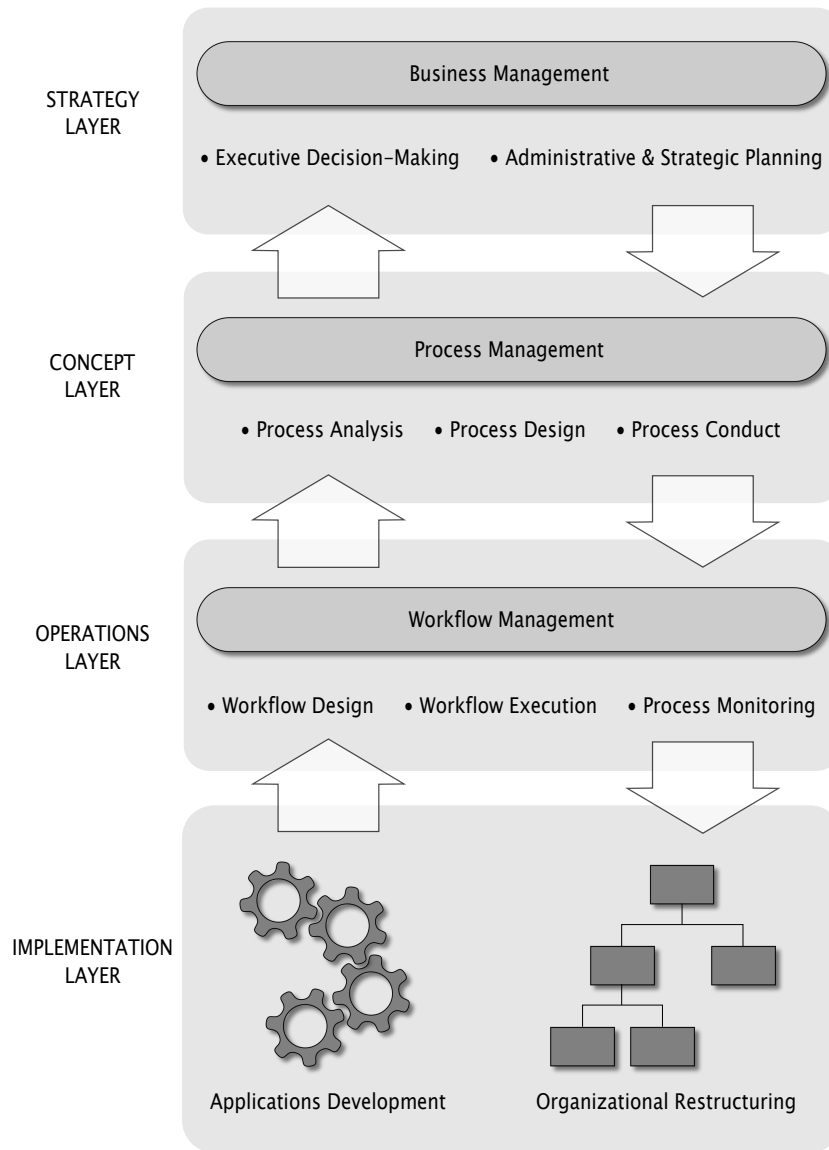 Business Management
STRATEGY
LAYER
• Executive Decision-Making • Administrative & Strategic Planning
Process Management
CONCEPT
LAYER
• Process Analysis • Process Design • Process Conduct
Workflow Management
OPERATIONS
LAYER
• Workflow Design • Workflow Execution • Process Monitoring
IMPLEMENTATION
LAYER
Applications Development Organizational Restructuring